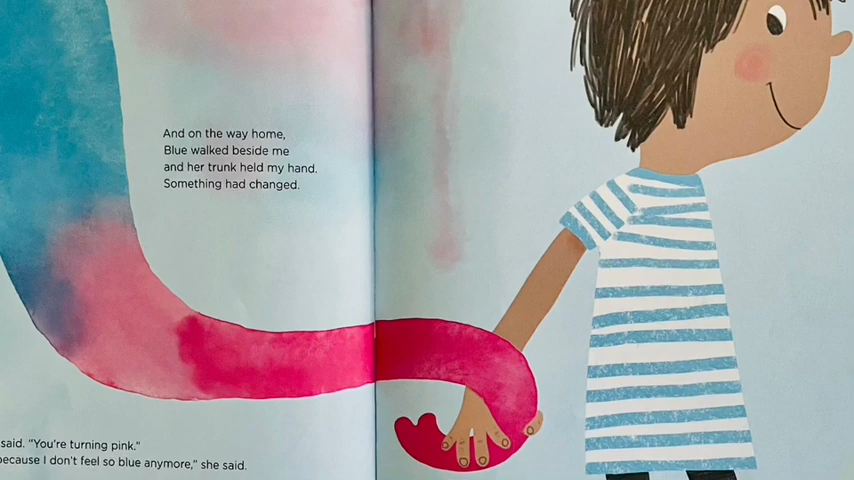 And on the way home,
Blue walked beside me
and her trunk held my hand.
Something had changed.
said. "You're turning pink."
because I don't feel so blue anymore," she said.